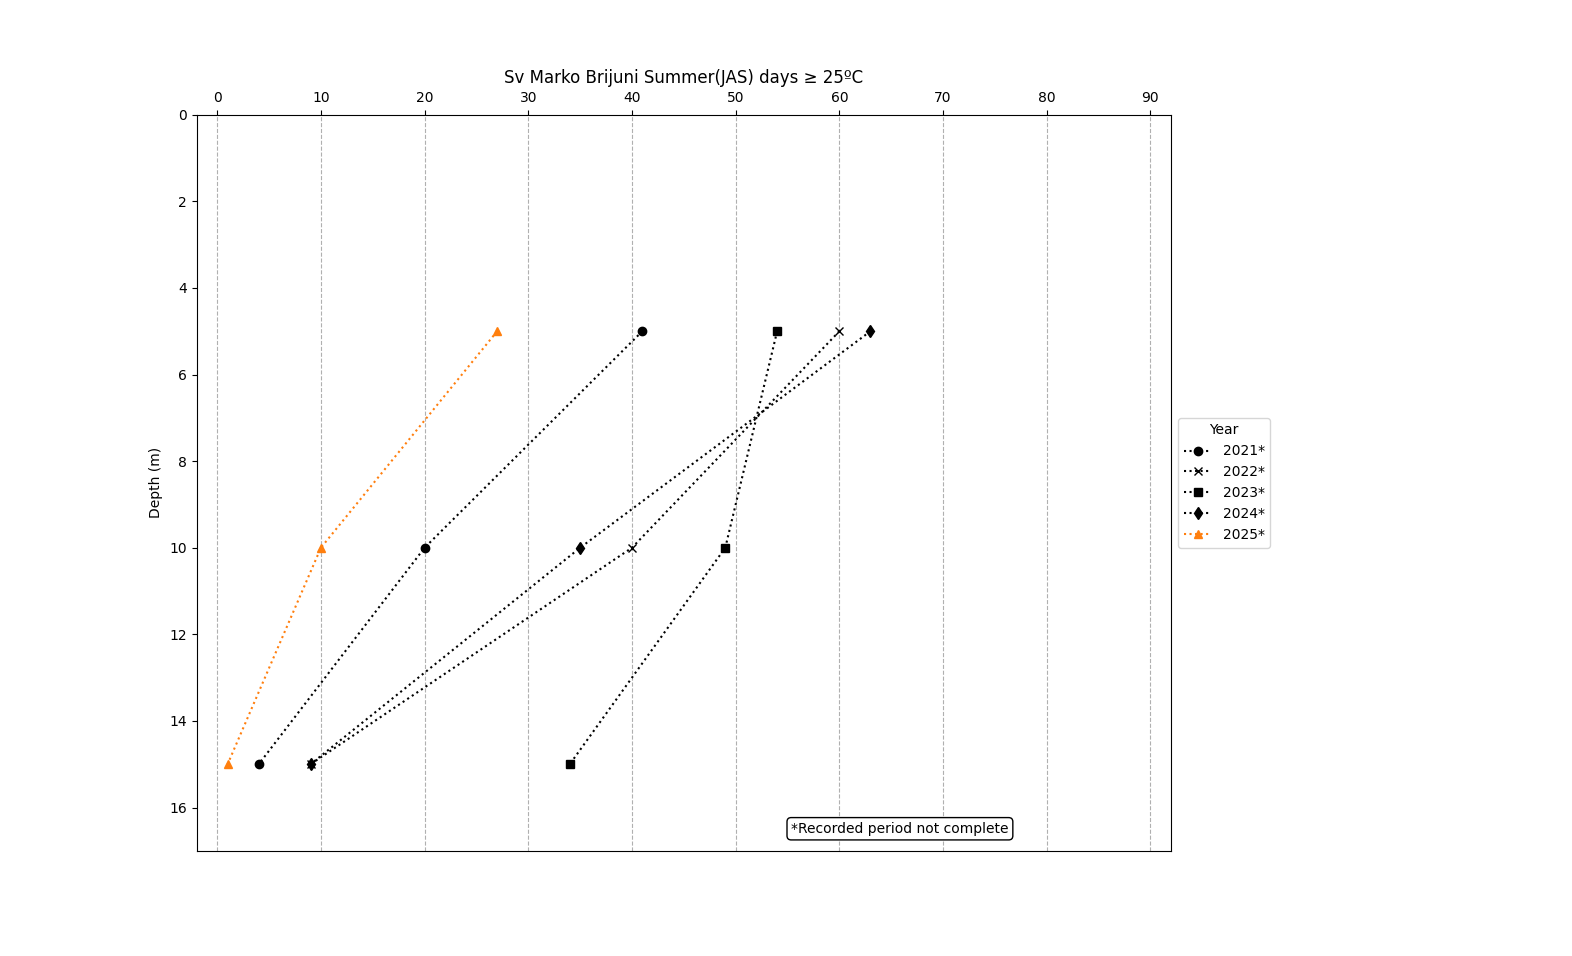 Sv Marko Brijuni Summer(JAS) days ≥ 25ºC
0 10 20 30 40 50 60 70 80 90
0
2
4
6
8
10
12
14
16
Depth (m)
Year
2021*
2022*
2023*
2024*
2025*
*Recorded period not complete